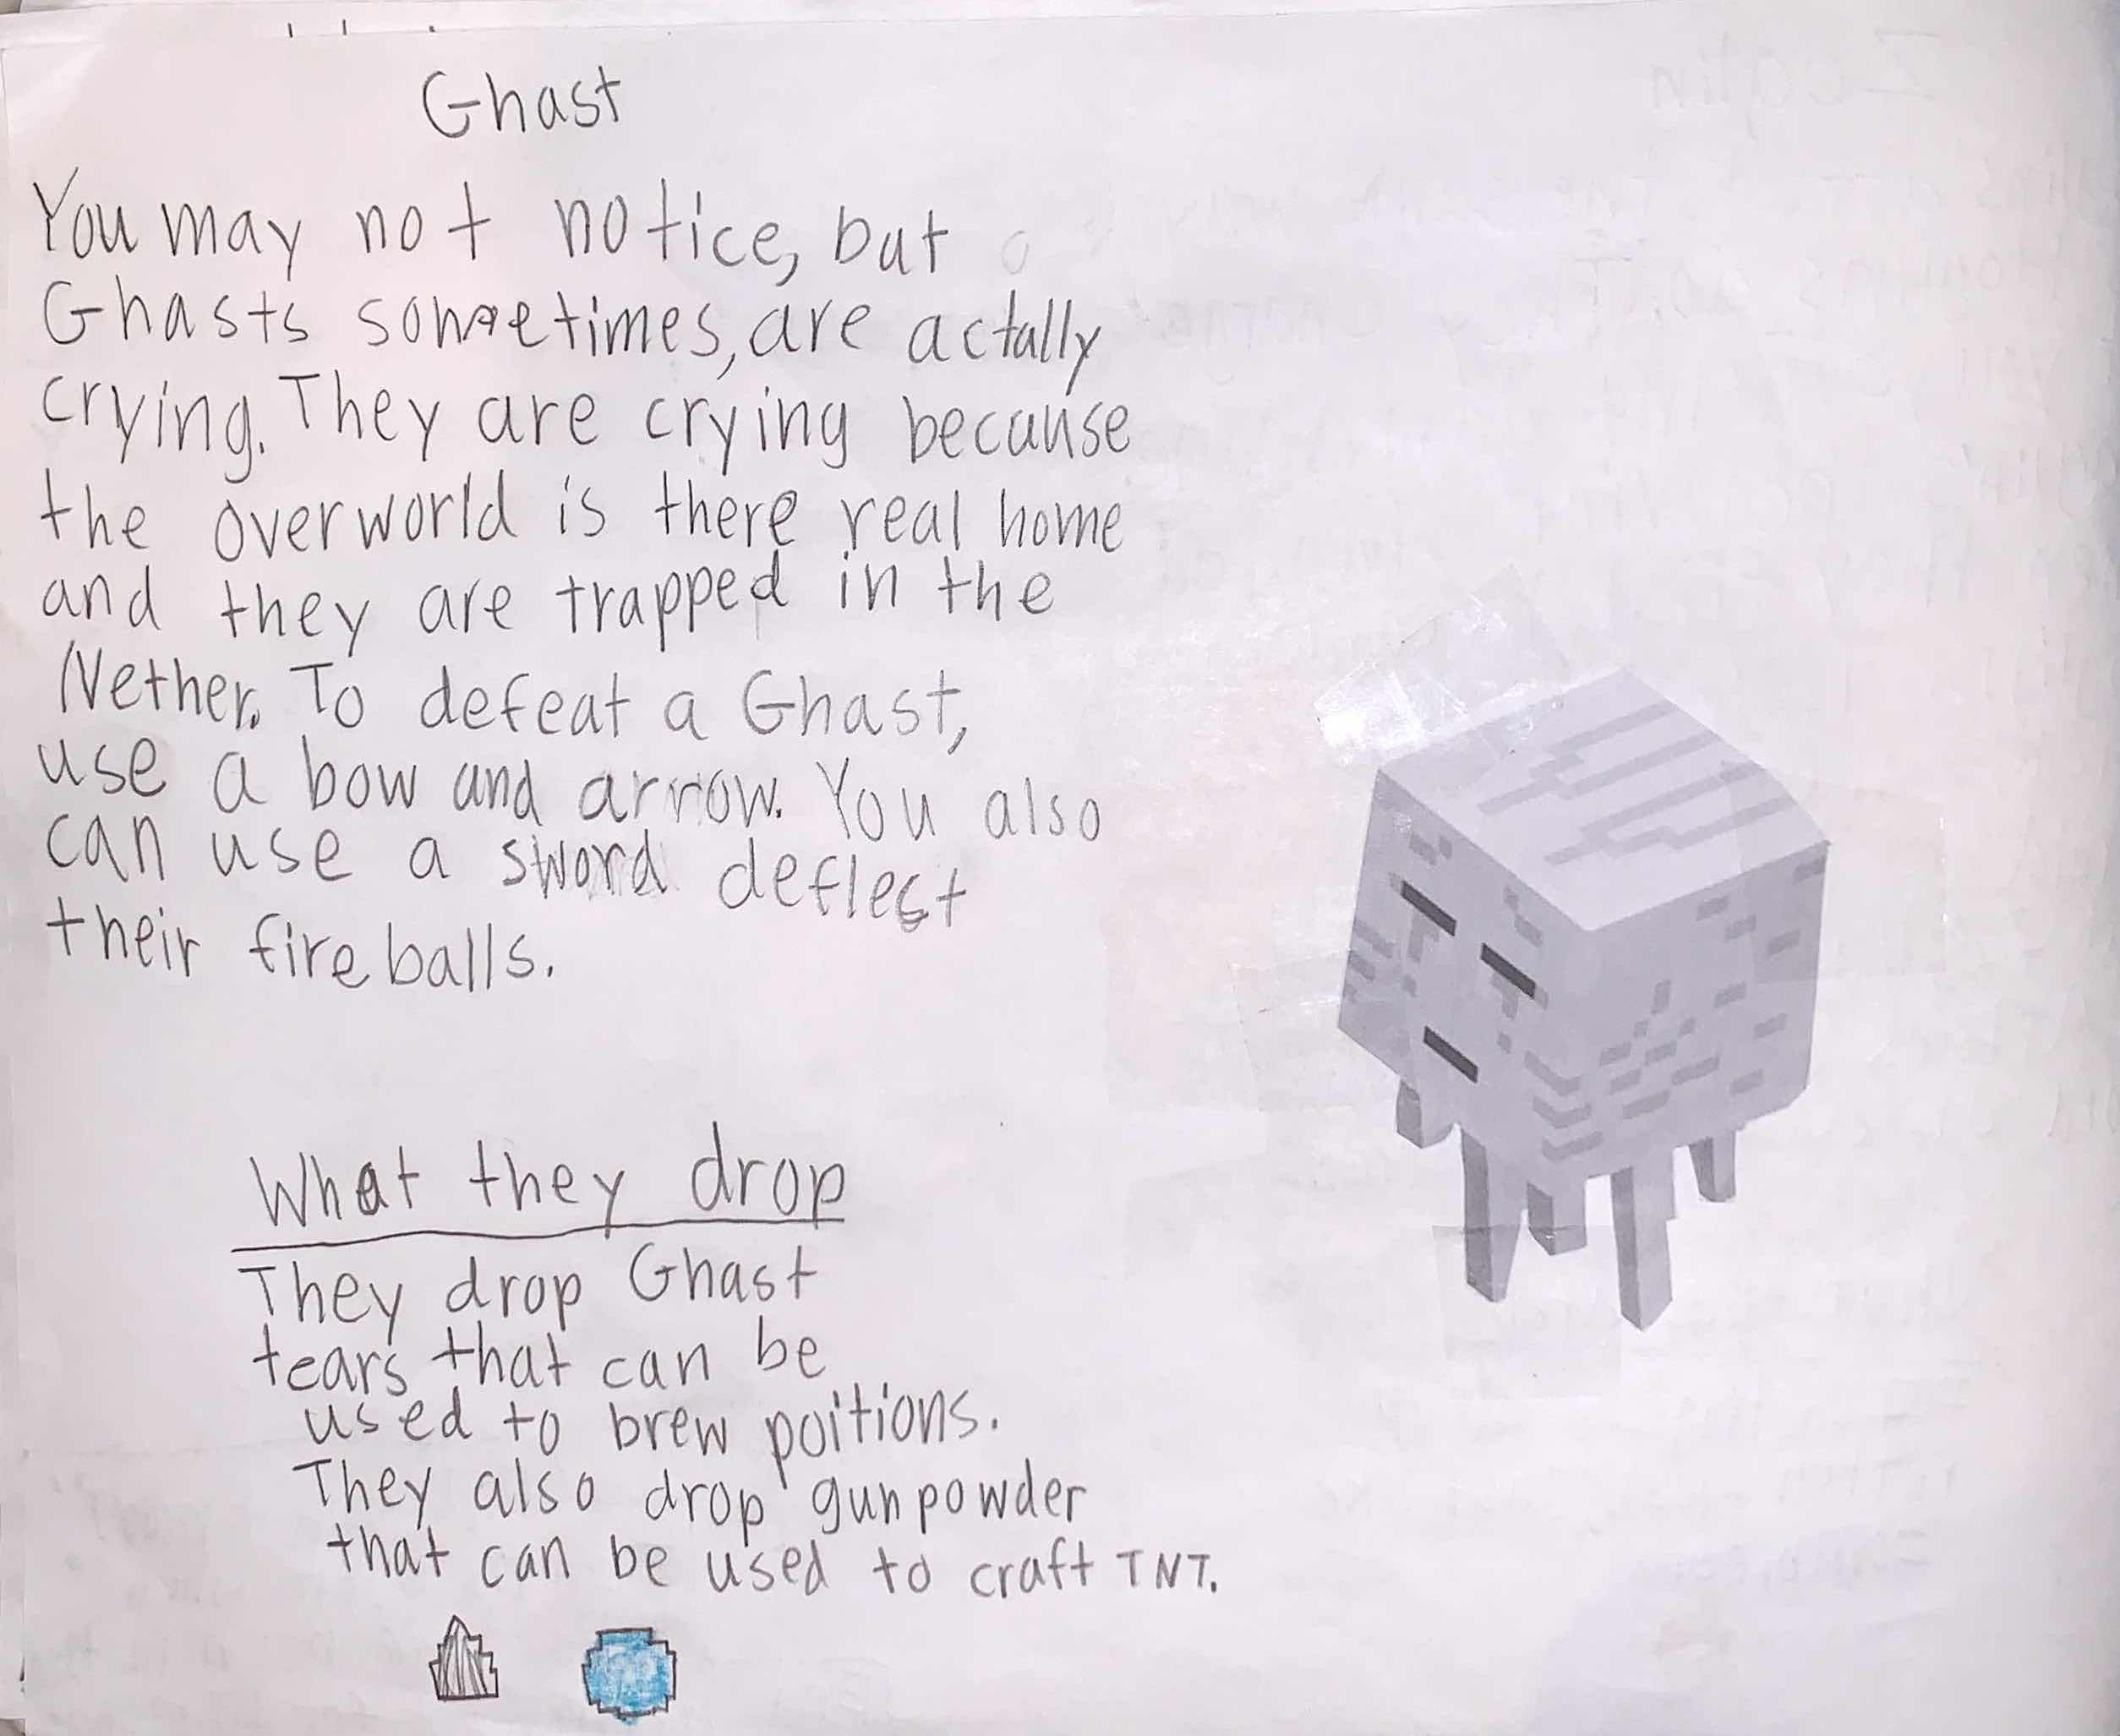 Ghast
You may not notice, but
Ghasts sometimes, are actally
crying. They are crying because
the overworld is there real home
and they are trapped in the
Nether. To defeat a Ghast,
use a bow and arrow. You also
can use a sword deflect
their fireballs.
What they drop
They drop Ghast
tears that can be
used to brew poitions.
They also drop gunpowder
that can be used to craft TNT.